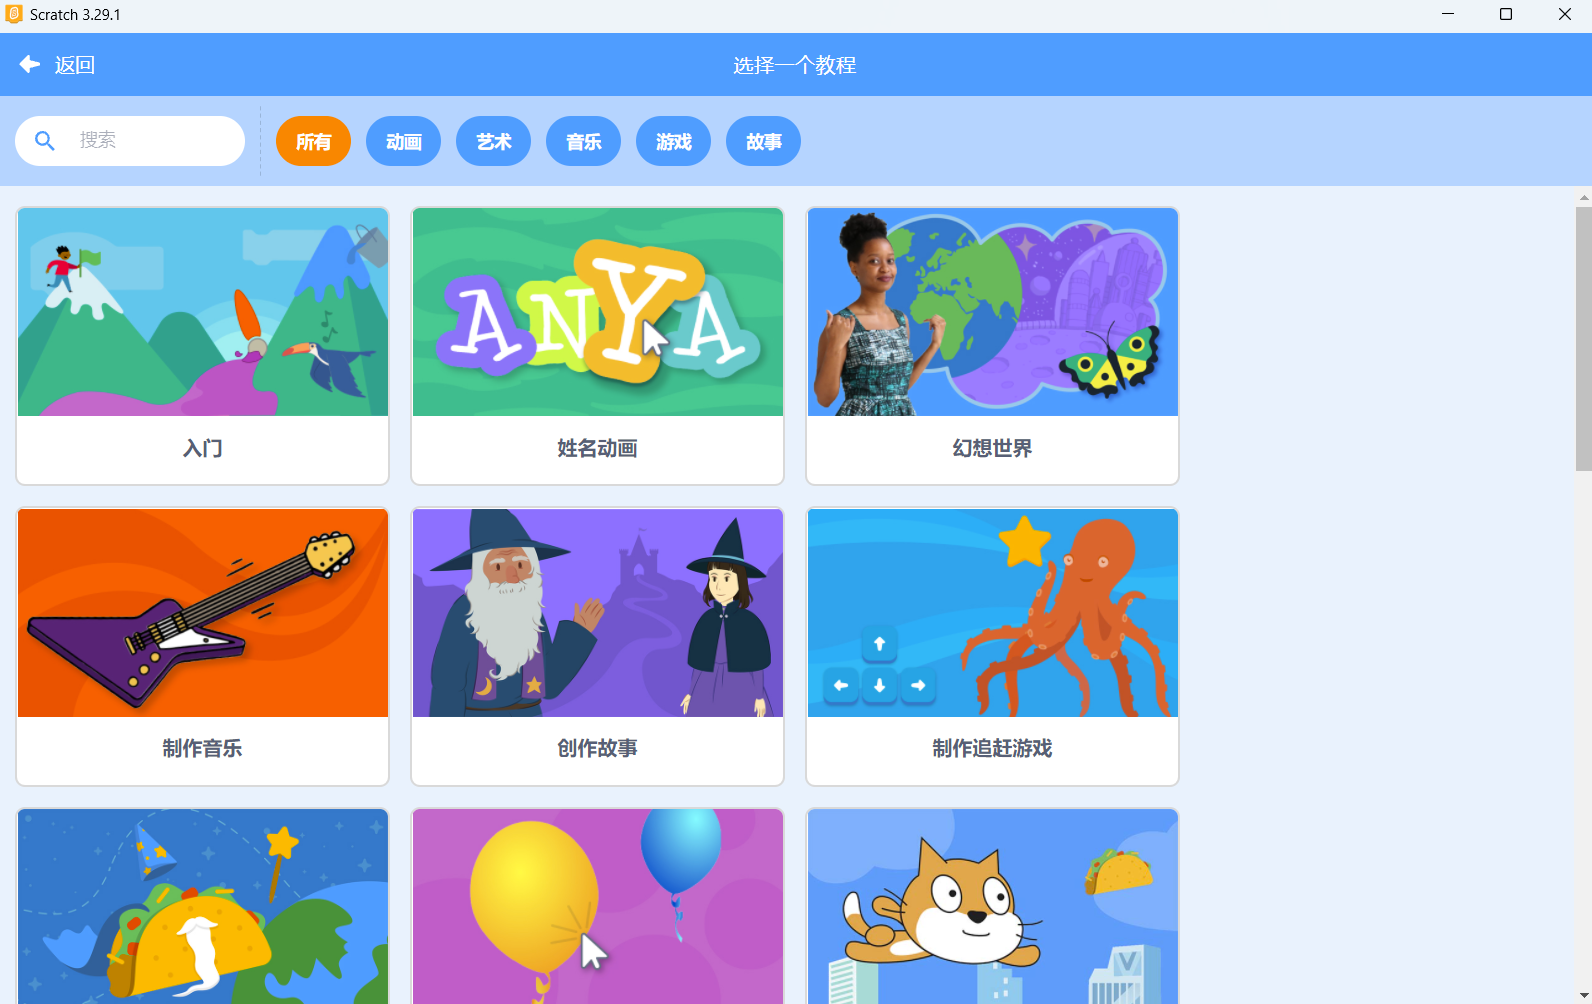 Scratch 3.29.1
返回
选择一个教程
搜索
所有
动画
艺术
音乐
游戏
故事
ANYA
入门
姓名动画
幻想世界
制作音乐
创作故事
制作追赶游戏